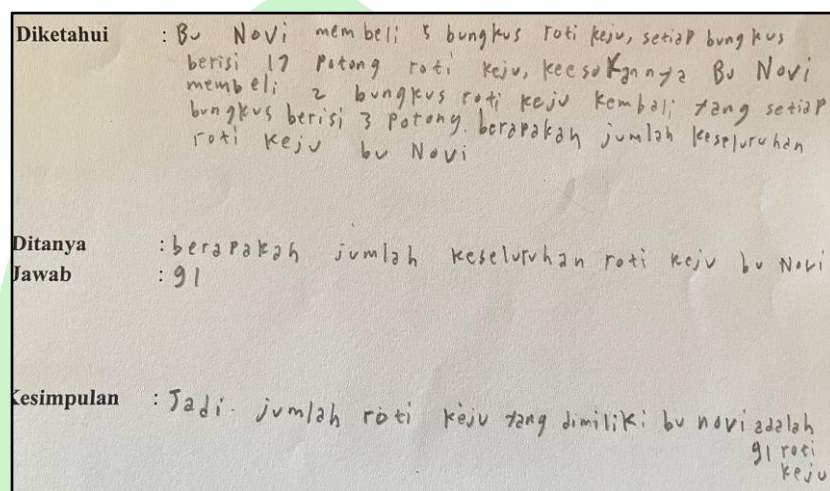 Diketahui : Bu Novi membeli 5 bungkus roti keju, setiap bungkus
berisi 17 potong roti keju, keesokannya Bu Novi
membeli 2 bungkus roti keju kembali yang setiap
bungkus berisi 3 potong. berapakah jumlah keseluruhan
roti keju bu Novi
Ditanya : berapakah jumlah keseluruhan roti keju bu Novi
Jawab : 91
Kesimpulan : Jadi. jumlah roti keju yang dimiliki bu novi adalah
91 roti
keju